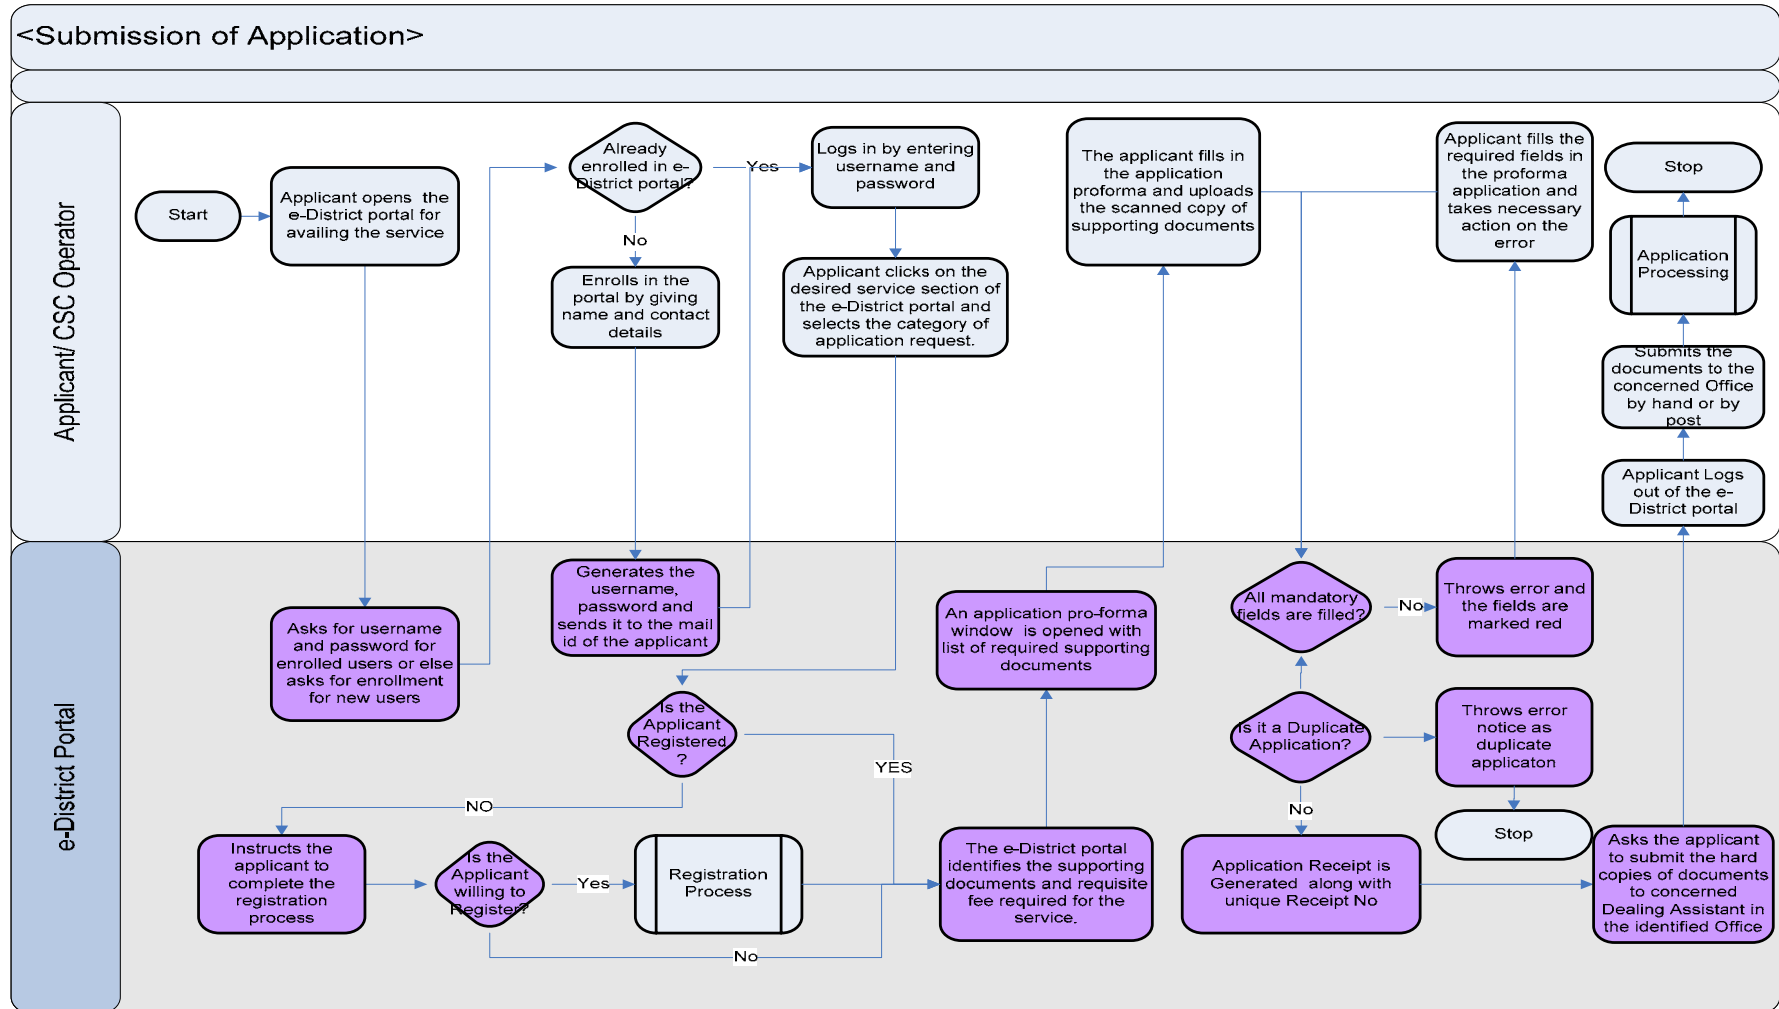 <Submission of Application>
Applicant/ CSC Operator
Start
Applicant opens the
e-District portal for
availing the service
Already
enrolled in e-
District portal?
Yes
No
Enrolls in the
portal by giving
name and contact
details
Logs in by entering
username and
password
Applicant clicks on the
desired service section of
the e-District portal and
selects the category of
application request.
The applicant fills in
the application
proforma and uploads
the scanned copy of
supporting documents
Applicant fills the
required fields in
the proforma
application and
takes necessary
action on the
error
Stop
Application
Processing
Submits the
documents to the
concerned Office
by hand or by
post
Applicant Logs
out of the e-
District portal
e-District Portal
Asks for username
and password for
enrolled users or else
asks for enrollment
for new users
Generates the
username,
password and
sends it to the mail
id of the applicant
Is the
Applicant
Registered
?
YES
NO
Instructs the
applicant to
complete the
registration
process
Is the
Applicant
willing to
Register?
Yes
No
Registration
Process
An application pro-forma
window is opened with
list of required supporting
documents
The e-District portal
identifies the supporting
documents and requisite
fee required for the
service.
All mandatory
fields are filled?
No
Throws error and
the fields are
marked red
Is it a Duplicate
Application?
Throws error
notice as
duplicate
applicaton
No
Stop
Application Receipt is
Generated along with
unique Receipt No
Asks the applicant
to submit the hard
copies of documents
to concerned
Dealing Assistant in
the identified Office